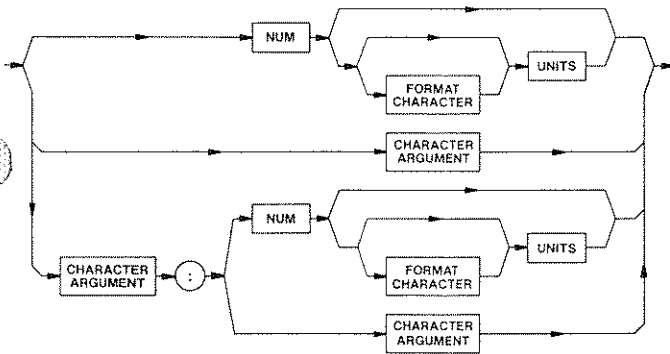 NUM
UNITS
FORMAT
CHARACTER
CHARACTER
ARGUMENT
NUM
UNITS
CHARACTER
ARGUMENT
:
FORMAT
CHARACTER
CHARACTER
ARGUMENT